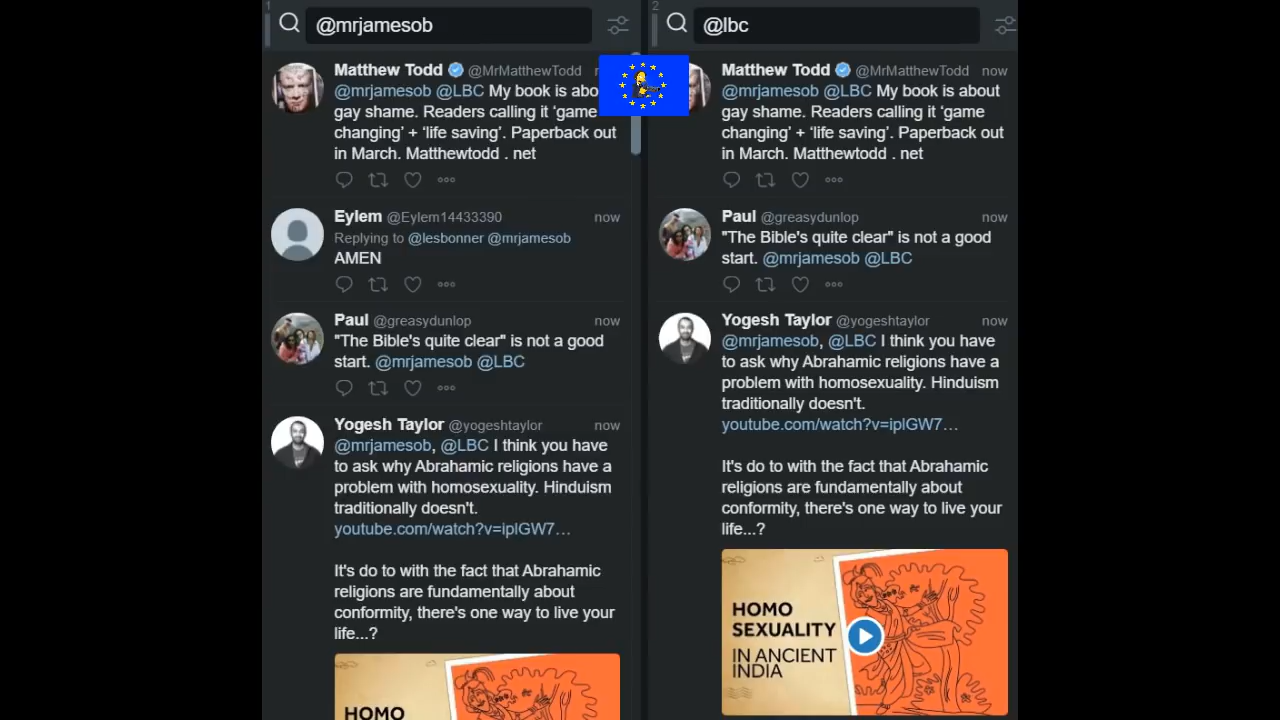 1
@mrjamesob
Matthew Todd @MrMatthewTodd
@mrjamesob @LBC My book is abo
gay shame. Readers calling it ‘game
changing’ + ‘life saving’. Paperback out
in March. Matthewtodd . net
Eylem @Eylem14433390 now
Replying to @lesbonner @mrjamesob
AMEN
Paul @greasydunlop now
"The Bible's quite clear" is not a good
start. @mrjamesob @LBC
Yogesh Taylor @yogeshtaylor now
@mrjamesob, @LBC I think you have
to ask why Abrahamic religions have a
problem with homosexuality. Hinduism
traditionally doesn't.
youtube.com/watch?v=iplGW7…
It's do to with the fact that Abrahamic
religions are fundamentally about
conformity, there's one way to live your
life...?
HOMO
2
@lbc
Matthew Todd @MrMatthewTodd now
@mrjamesob @LBC My book is about
gay shame. Readers calling it ‘game
changing’ + ‘life saving’. Paperback out
in March. Matthewtodd . net
Paul @greasydunlop now
"The Bible's quite clear" is not a good
start. @mrjamesob @LBC
Yogesh Taylor @yogeshtaylor now
@mrjamesob, @LBC I think you have
to ask why Abrahamic religions have a
problem with homosexuality. Hinduism
traditionally doesn't.
youtube.com/watch?v=iplGW7…
It's do to with the fact that Abrahamic
religions are fundamentally about
conformity, there's one way to live your
life...?
HOMO
SEXUALITY
IN ANCIENT
INDIA